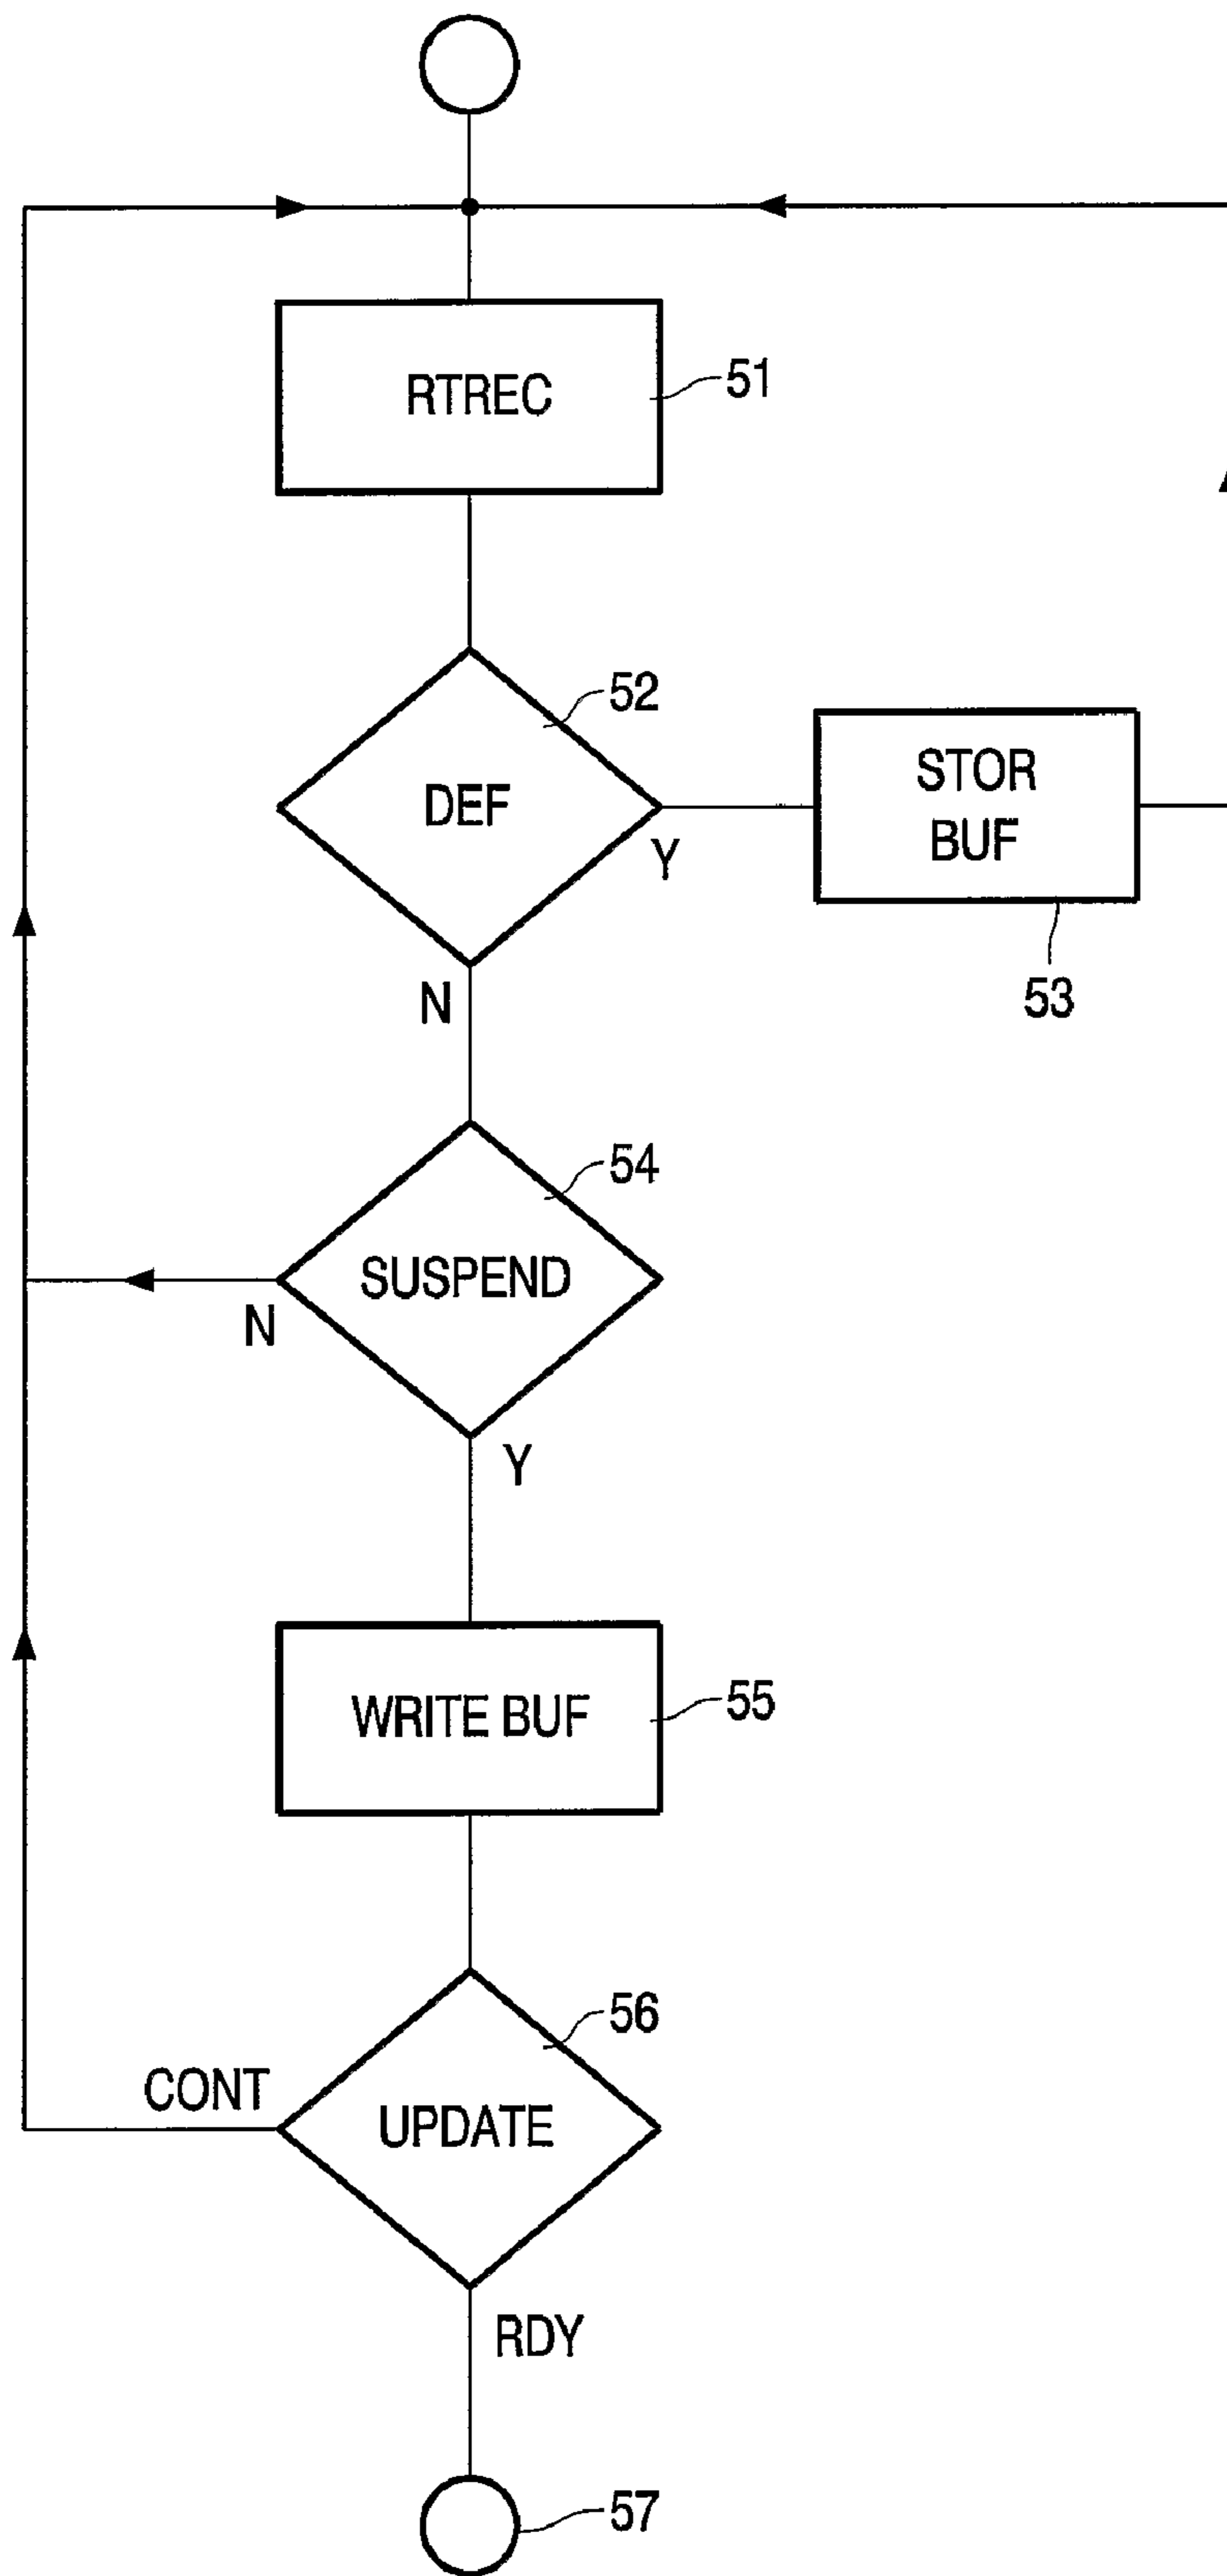 RTREC
51
52
DEF
Y
STOR
BUF
53
N
54
SUSPEND
N
Y
WRITE BUF
55
56
CONT
UPDATE
RDY
57